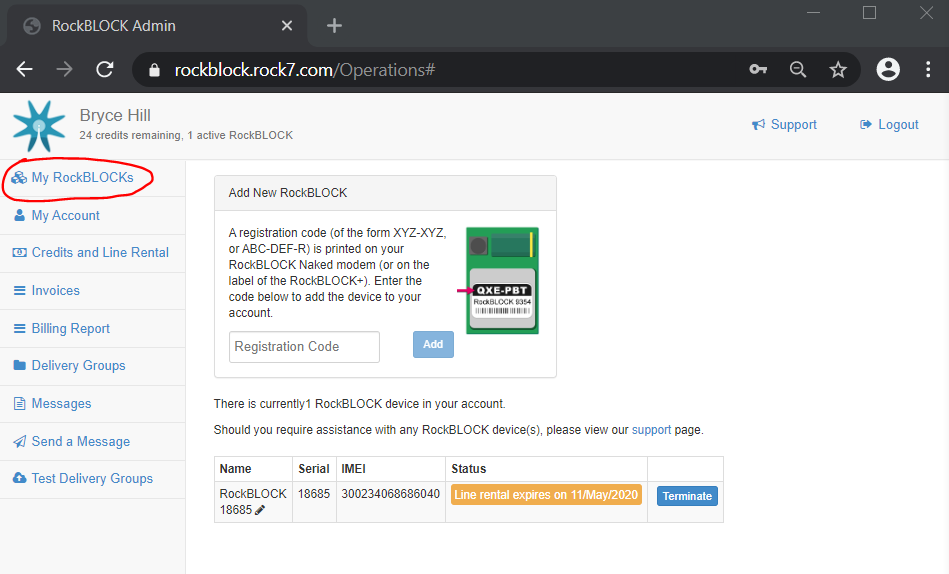 RockBLOCK Admin
rockblock.rock7.com/Operations#
Bryce Hill
24 credits remaining, 1 active RockBLOCK
Support
Logout
My RockBLOCKs
My Account
Credits and Line Rental
Invoices
Billing Report
Delivery Groups
Messages
Send a Message
Test Delivery Groups
Add New RockBLOCK
A registration code (of the form XYZ-XYZ,
or ABC-DEF-R) is printed on your
RockBLOCK Naked modem (or on the
label of the RockBLOCK+). Enter the
code below to add the device to your
account.
QXE-PBT
RockBLOCK 9354
Registration Code
Add
There is currently1 RockBLOCK device in your account.
Should you require assistance with any RockBLOCK device(s), please view our support page.
Name Serial IMEI Status
RockBLOCK 18685 300234068686040 Line rental expires on 11/May/2020 Terminate
18685